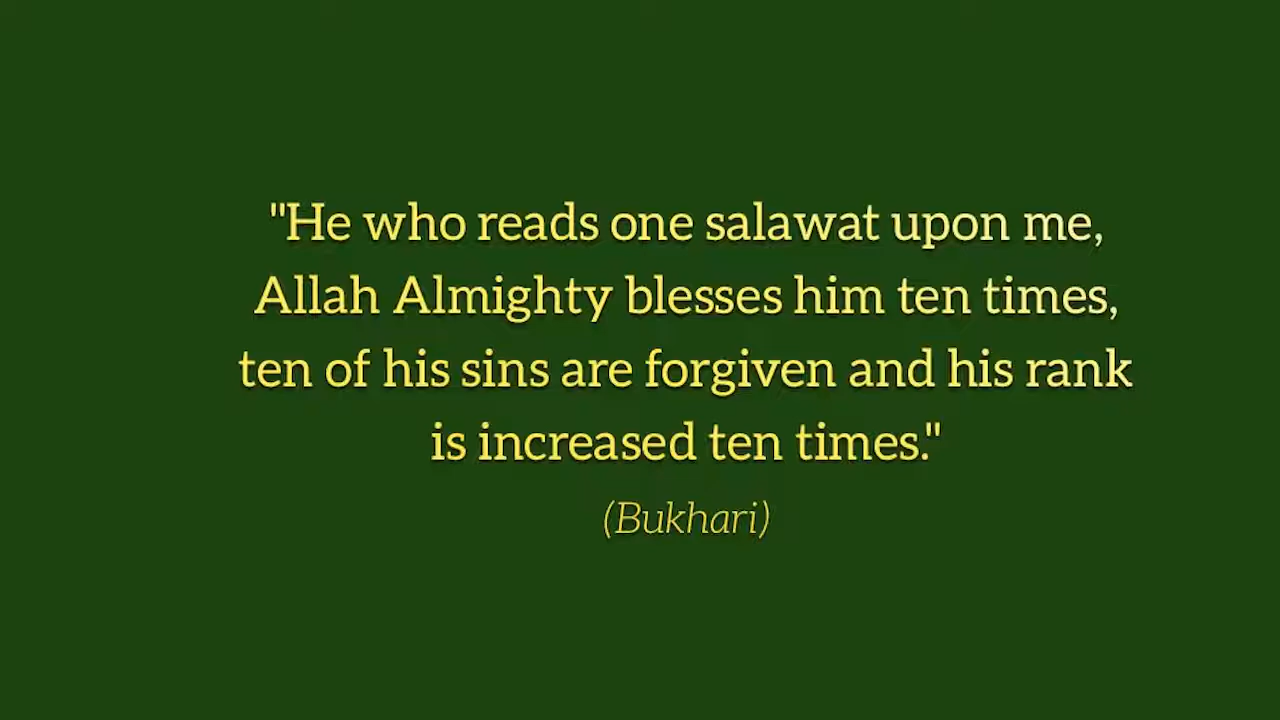 "He who reads one salawat upon me,
Allah Almighty blesses him ten times,
ten of his sins are forgiven and his rank
is increased ten times."
(Bukhari)